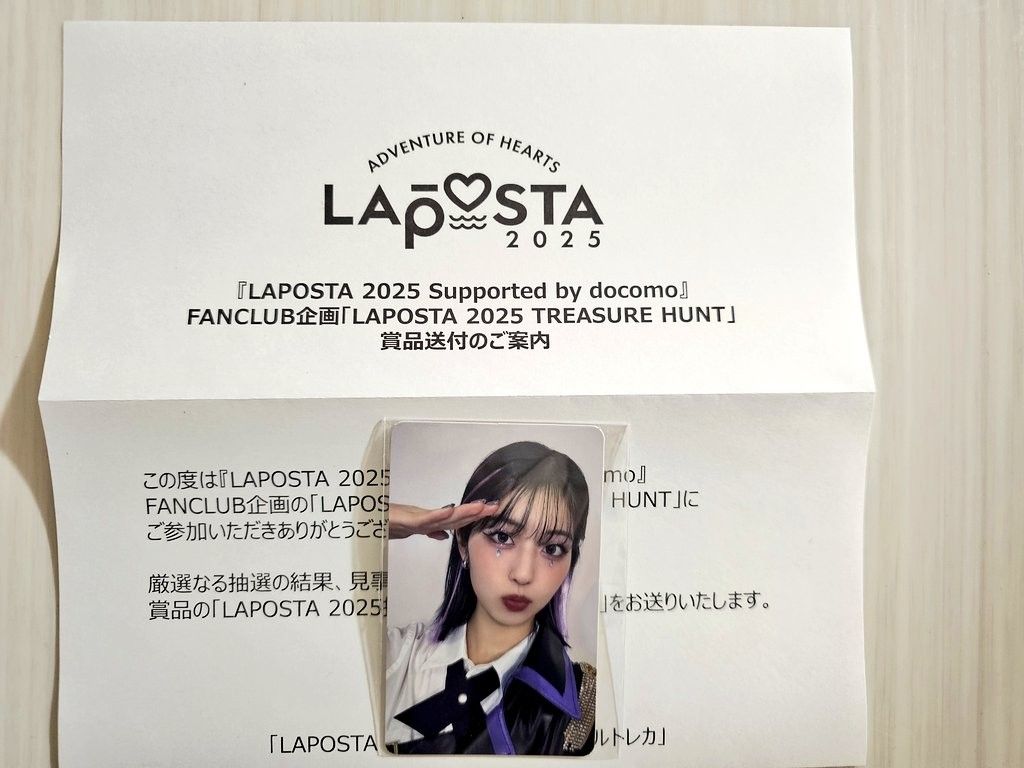 ADVENTURE OF HEARTS
LAPOSTA
2025
『LAPOSTA 2025 Supported by docomo』
FANCLUB企画「LAPOSTA 2025 TREASURE HUNT」
賞品送付のご案内
この度は『LAPOSTA 2025 mo』
FANCLUB企画の「LAPOS HUNT」に
ご参加いただきありがとうござ
厳選なる抽選の結果、見事
賞品の「LAPOSTA 2025 」をお送りいたします。
「LAPOSTA ルトレカ」